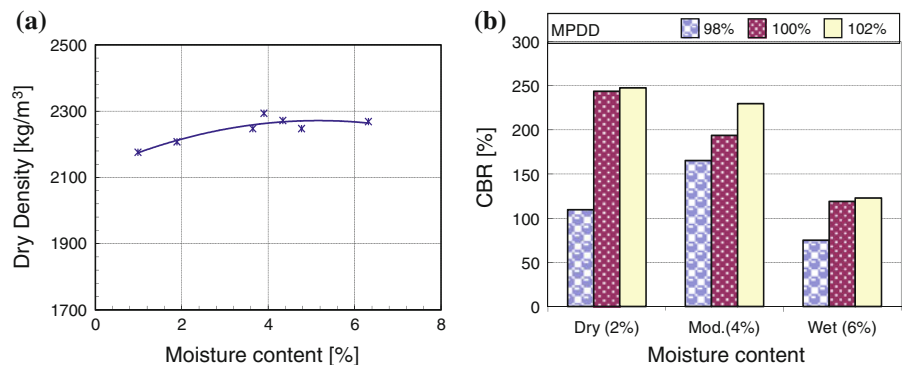 (a)
2500
2300
2100
1900
1700
Dry Density [kg/m³]
0 2 4 6 8
Moisture content [%]
(b)
MPDD 98% 100% 102%
300
250
200
150
100
50
0
CBR [%]
Dry (2%) Mod.(4%) Wet (6%)
Moisture content